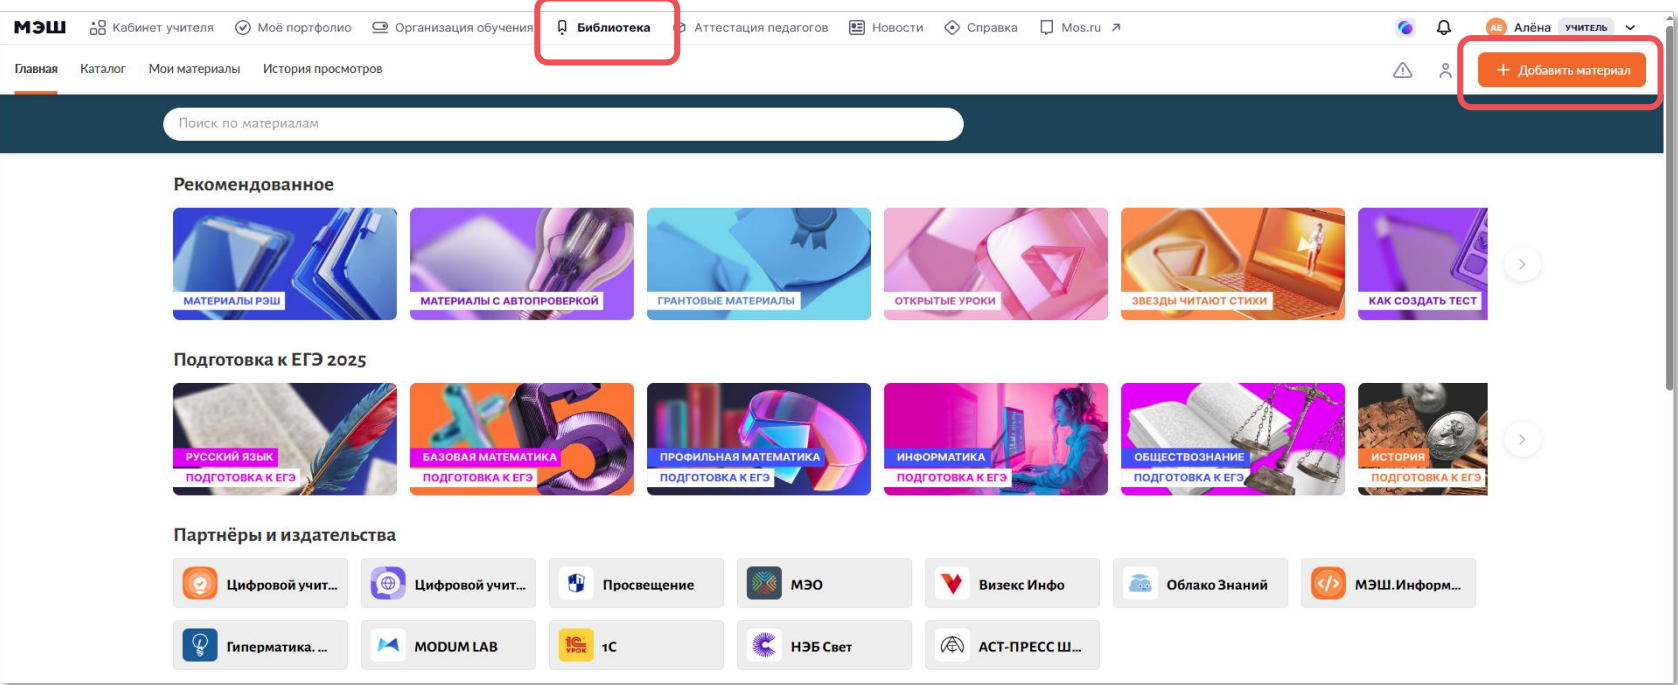 МЭШ Кабинет учителя Моё портфолио Организация обучения Библиотека Аттестация педагогов Новости Справка Mos.ru АЕ Алёна УЧИТЕЛЬ
Главная Каталог Мои материалы История просмотров + Добавить материал
Поиск по материалам
Рекомендованное
МАТЕРИАЛЫ РЭШ МАТЕРИАЛЫ С АВТОПРОВЕРКОЙ ГРАНТОВЫЕ МАТЕРИАЛЫ ОТКРЫТЫЕ УРОКИ ЗВЕЗДЫ ЧИТАЮТ СТИХИ КАК СОЗДАТЬ ТЕСТ
Подготовка к ЕГЭ 2025
РУССКИЙ ЯЗЫК БАЗОВАЯ МАТЕМАТИКА ПРОФИЛЬНАЯ МАТЕМАТИКА ИНФОРМАТИКА ОБЩЕСТВОЗНАНИЕ ИСТОРИЯ
ПОДГОТОВКА К ЕГЭ ПОДГОТОВКА К ЕГЭ ПОДГОТОВКА К ЕГЭ ПОДГОТОВКА К ЕГЭ ПОДГОТОВКА К ЕГЭ ПОДГОТОВКА К ЕГЭ
Партнёры и издательства
Цифровой учит... Цифровой учит... Просвещение МЭО Визекс Инфо Облако Знаний МЭШ.Информ...
Гиперматика. ... MODUM LAB 1С УРОК 1С НЭБ Свет АСТ-ПРЕСС Ш...